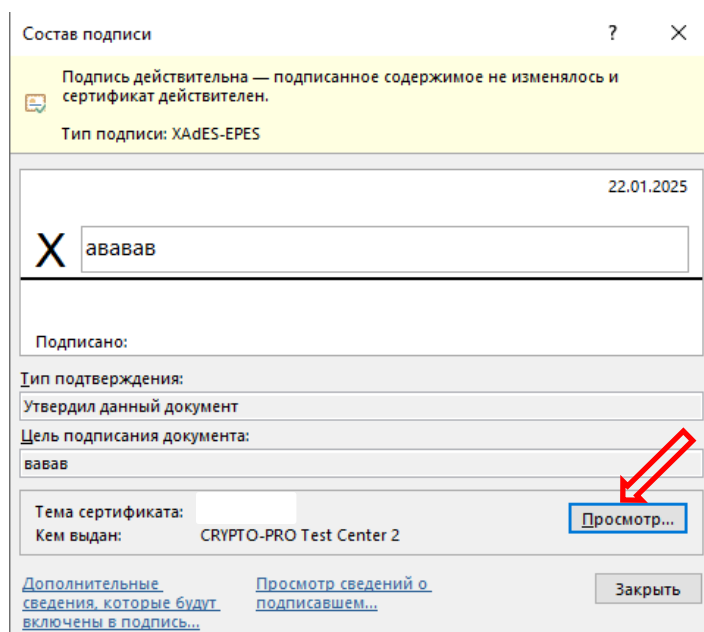 Состав подписи ? ×
Подпись действительна — подписанное содержимое не изменялось и
сертификат действителен.
Тип подписи: XAdES-EPES
22.01.2025
X ававав
Подписано:
Тип подтверждения:
Утвердил данный документ
Цель подписания документа:
вавав
Тема сертификата:
Кем выдан: CRYPTO-PRO Test Center 2
Просмотр...
Дополнительные
сведения, которые будут
включены в подпись...
Просмотр сведений о
подписавшем...
Закрыть